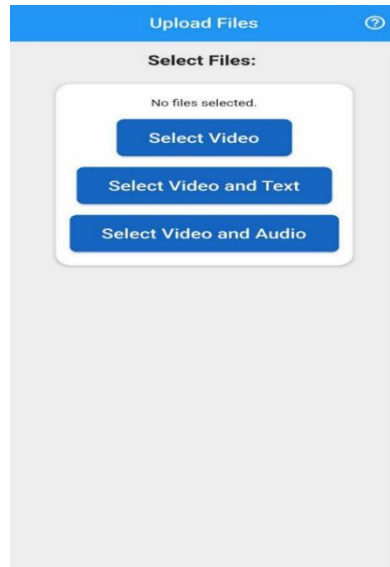 Upload Files
Select Files:
No files selected.
Select Video
Select Video and Text
Select Video and Audio